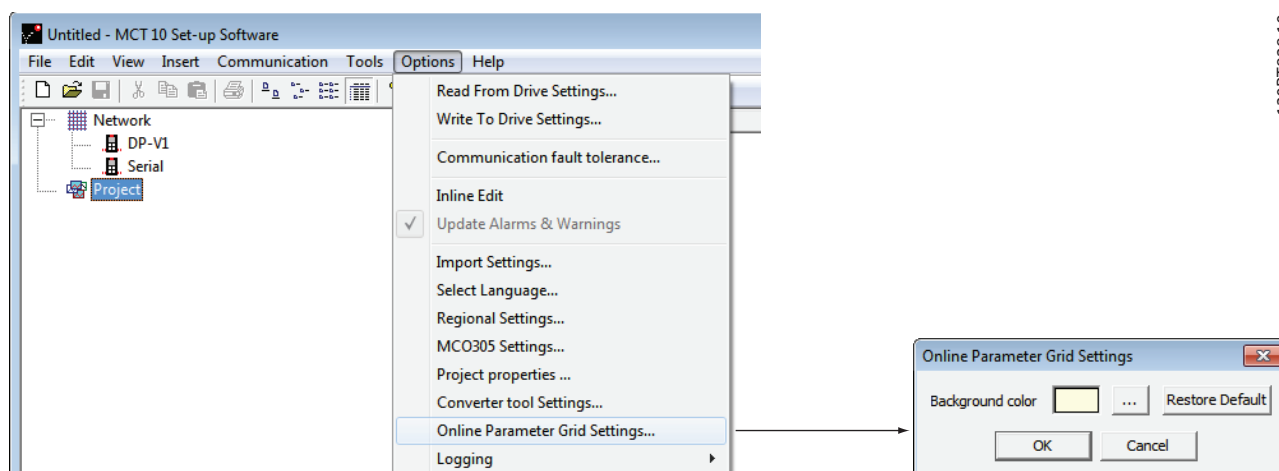 Untitled - MCT 10 Set-up Software
File Edit View Insert Communication Tools Options Help
Read From Drive Settings...
Write To Drive Settings...
Communication fault tolerance...
Inline Edit
Update Alarms & Warnings
Import Settings...
Select Language...
Regional Settings...
MCO305 Settings...
Project properties ...
Converter tool Settings...
Online Parameter Grid Settings...
Logging
Network
DP-V1
Serial
Project
Online Parameter Grid Settings
Background color ... Restore Default
OK Cancel